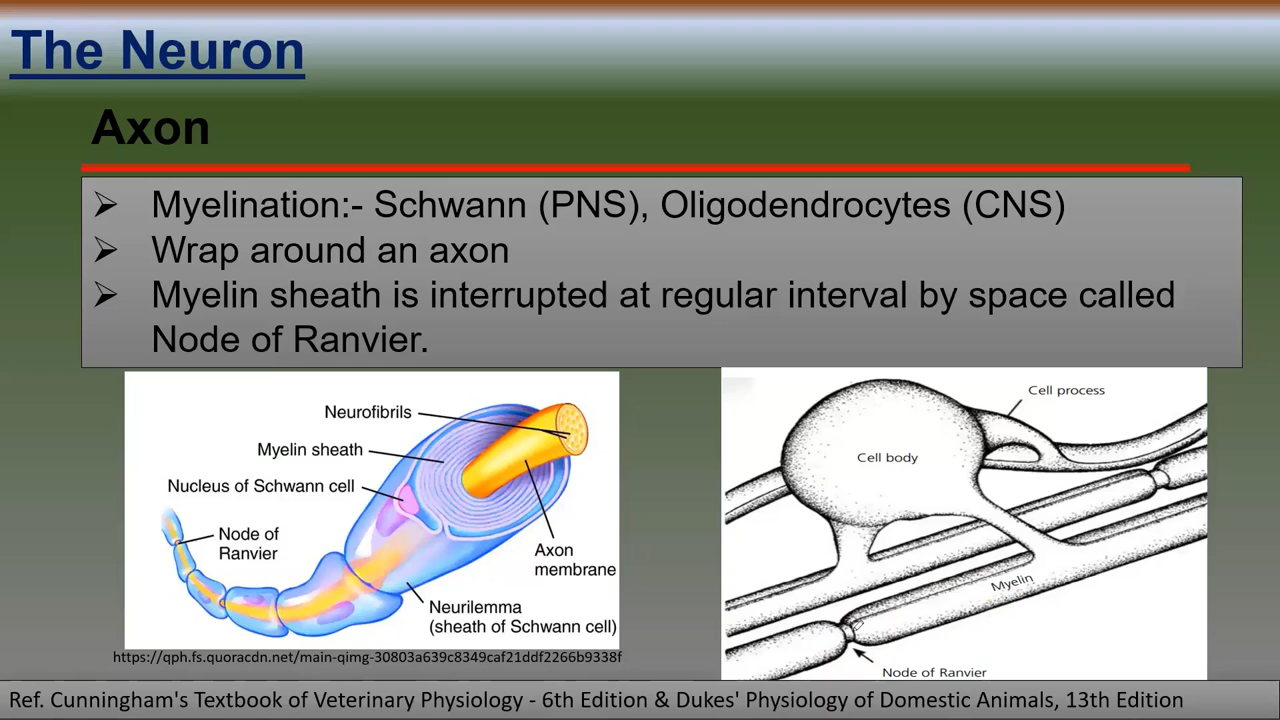 The Neuron
Axon
➢ Myelination:- Schwann (PNS), Oligodendrocytes (CNS)
➢ Wrap around an axon
➢ Myelin sheath is interrupted at regular interval by space called
Node of Ranvier.
Neurofibrils
Myelin sheath
Nucleus of Schwann cell
Node of
Ranvier
Axon
membrane
Neurilemma
(sheath of Schwann cell)
https://qph.fs.quoracdn.net/main-qimg-30803a639c8349caf21ddf2266b9338f
Cell process
Cell body
Myelin
Node of Ranvier
Ref. Cunningham's Textbook of Veterinary Physiology - 6th Edition & Dukes' Physiology of Domestic Animals, 13th Edition